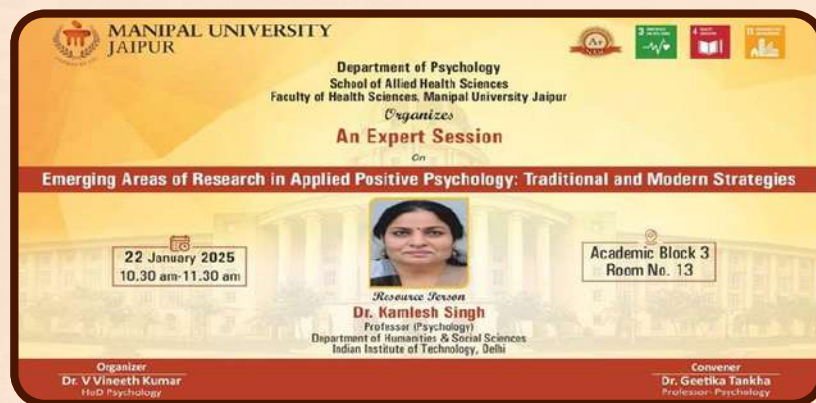 MANIPAL UNIVERSITY
JAIPUR
Department of Psychology
School of Allied Health Sciences
Faculty of Health Sciences, Manipal University Jaipur
Organizes
An Expert Session
On
Emerging Areas of Research in Applied Positive Psychology: Traditional and Modern Strategies
22 January 2025
10.30 am-11.30 am
Academic Block 3
Room No. 13
Resource Person
Dr. Kamlesh Singh
Professor (Psychology)
Department of Humanities & Social Sciences
Indian Institute of Technology, Delhi
Organizer
Dr. V Vineeth Kumar
HoD Psychology
Convener
Dr. Geetika Tankha
Professor- Psychology
A+
3
4
11